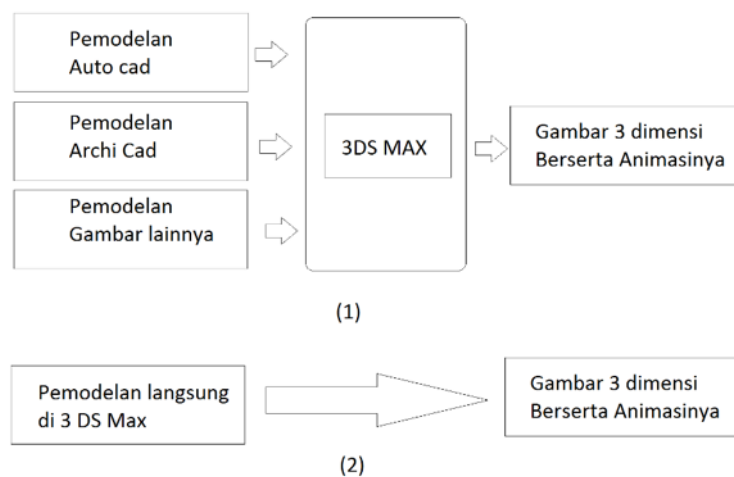 Pemodelan
Auto cad
Pemodelan
Archi Cad
Pemodelan
Gambar lainnya
3DS MAX
Gambar 3 dimensi
Berserta Animasinya
(1)
Pemodelan langsung
di 3 DS Max
Gambar 3 dimensi
Berserta Animasinya
(2)